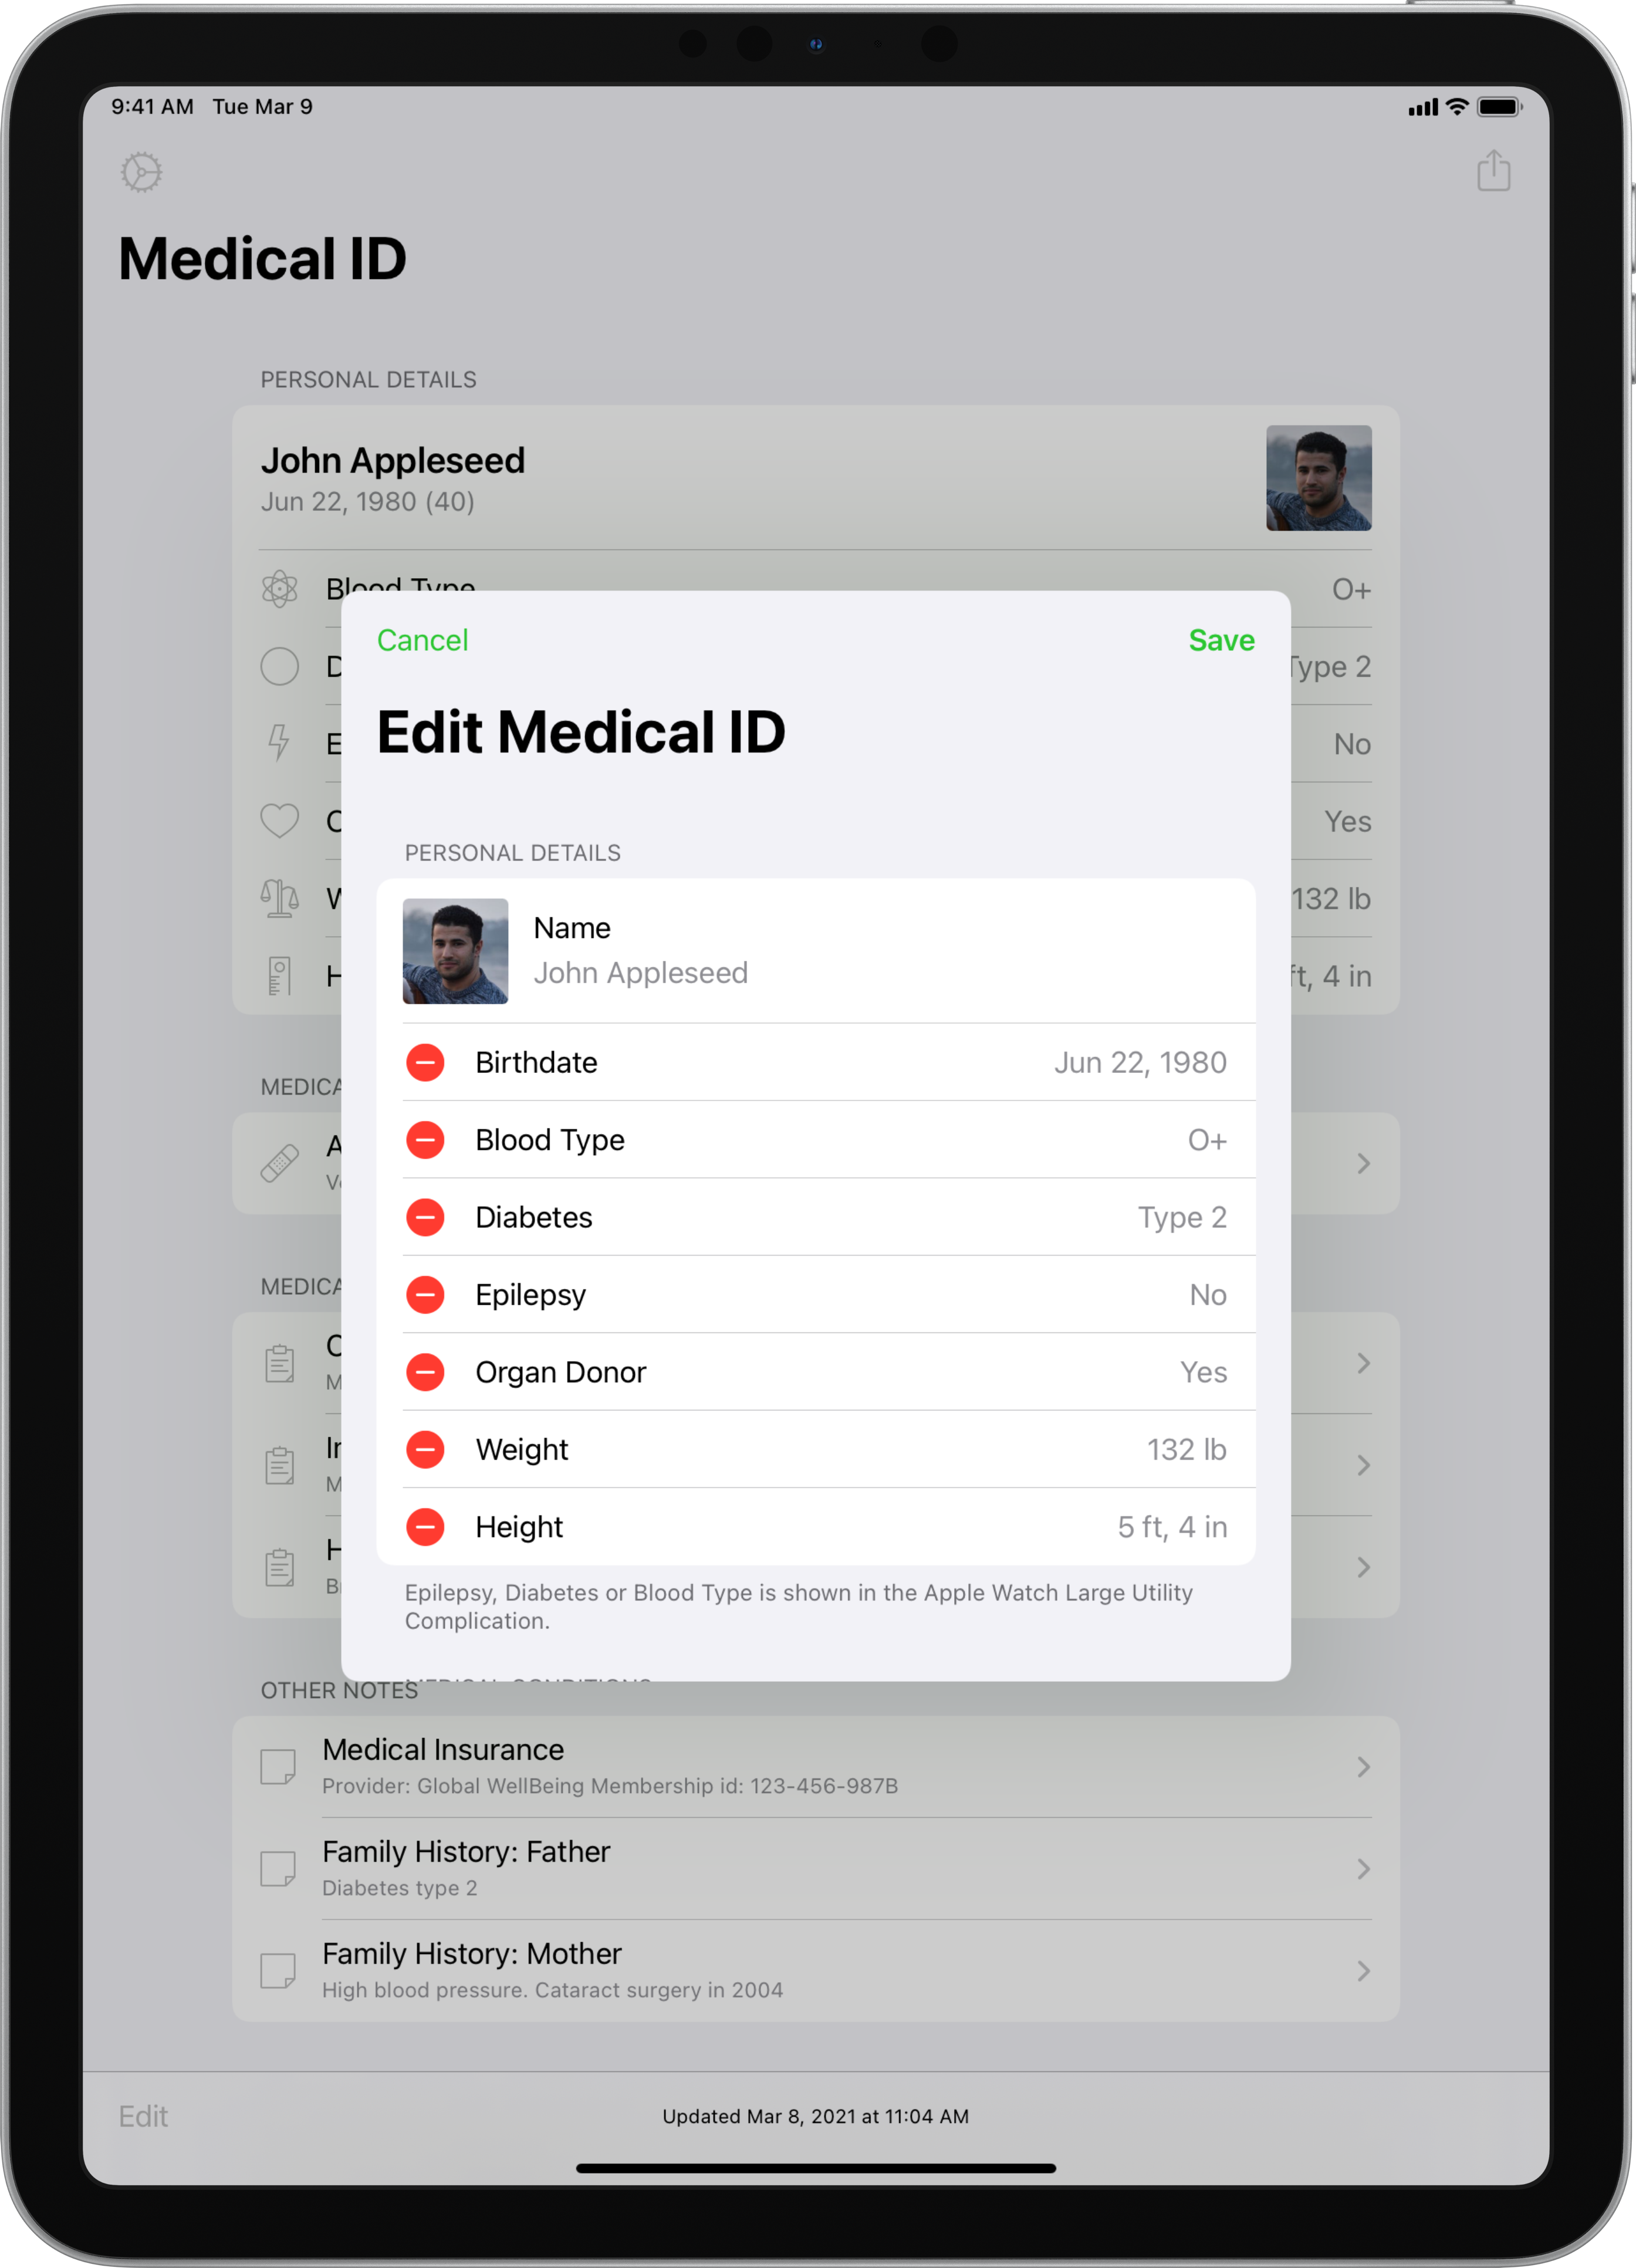 9:41 AM Tue Mar 9
Medical ID
PERSONAL DETAILS
John Appleseed
Jun 22, 1980 (40)
Blood Type O+
Type 2
No
Yes
132 lb
ft, 4 in
Cancel Save
Edit Medical ID
PERSONAL DETAILS
Name
John Appleseed
Birthdate Jun 22, 1980
Blood Type O+
Diabetes Type 2
Epilepsy No
Organ Donor Yes
Weight 132 lb
Height 5 ft, 4 in
Epilepsy, Diabetes or Blood Type is shown in the Apple Watch Large Utility
Complication.
MEDICAL CONDITIONS
OTHER NOTES
Medical Insurance
Provider: Global WellBeing Membership id: 123-456-987B
Family History: Father
Diabetes type 2
Family History: Mother
High blood pressure. Cataract surgery in 2004
Edit Updated Mar 8, 2021 at 11:04 AM